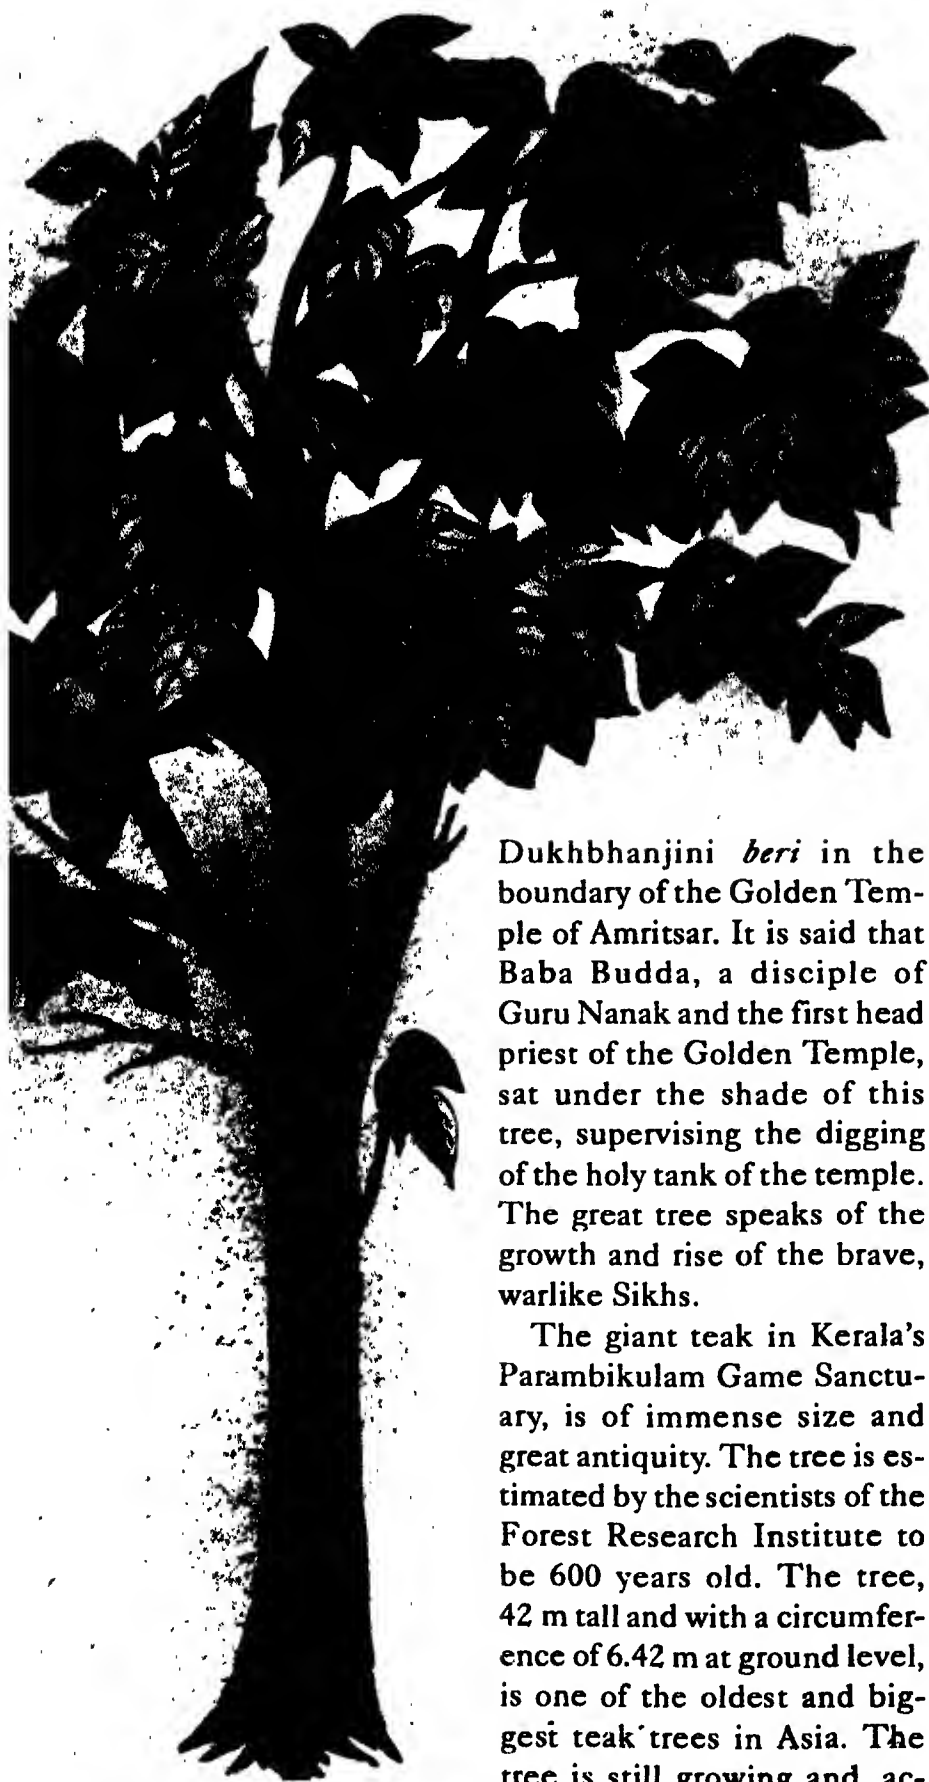 Dukhbhanjini beri in the
boundary of the Golden Tem-
ple of Amritsar. It is said that
Baba Budda, a disciple of
Guru Nanak and the first head
priest of the Golden Temple,
sat under the shade of this
tree, supervising the digging
of the holy tank of the temple.
The great tree speaks of the
growth and rise of the brave,
warlike Sikhs.
The giant teak in Kerala's
Parambikulam Game Sanctu-
ary, is of immense size and
great antiquity. The tree is es-
timated by the scientists of the
Forest Research Institute to
be 600 years old. The tree,
42 m tall and with a circumfer-
ence of 6.42 m at ground level,
is one of the oldest and big-
gest teak trees in Asia. The
tree is still growing and, ac-